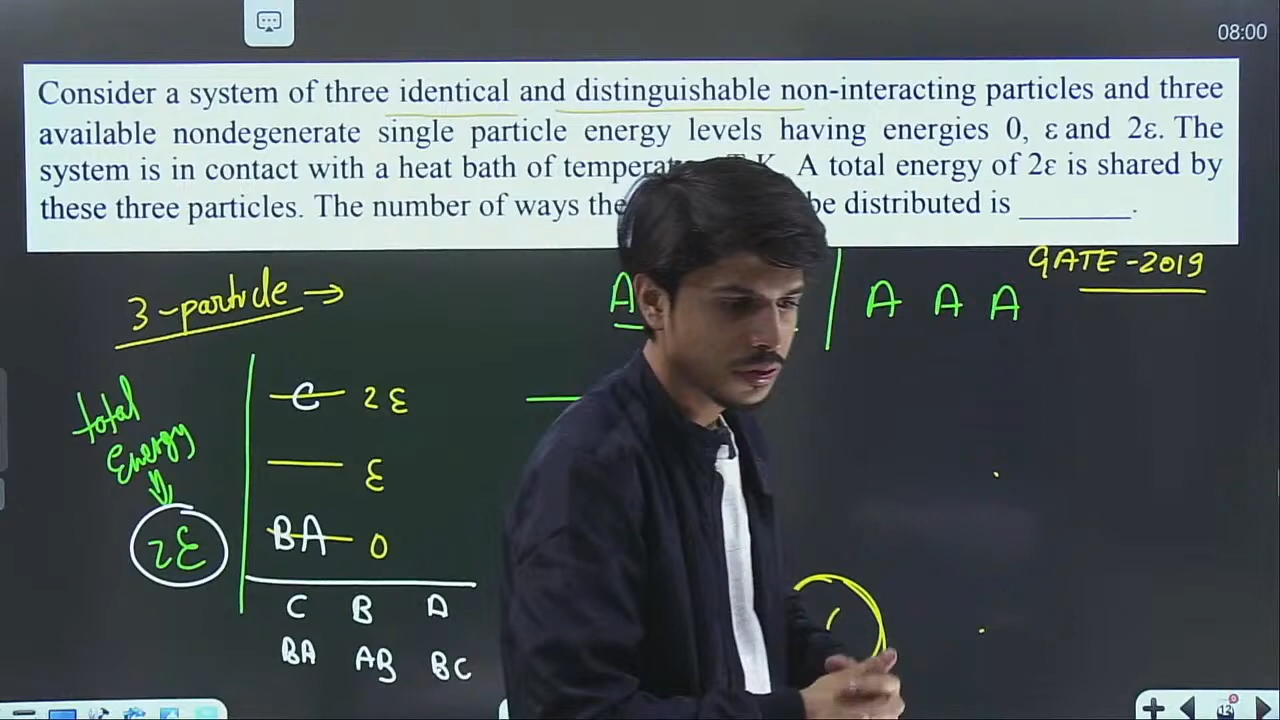 08:00
Consider a system of three identical and distinguishable non-interacting particles and three
available nondegenerate single particle energy levels having energies 0, ε and 2ε. The
system is in contact with a heat bath of A total energy of 2ε is shared by
these three particles. The number of ways be distributed is ________.
GATE-2019
3-particle →
A
A A A
total
Energy
2ε
C 2ε
ε
BA 0
C B A
BA AB BC
13